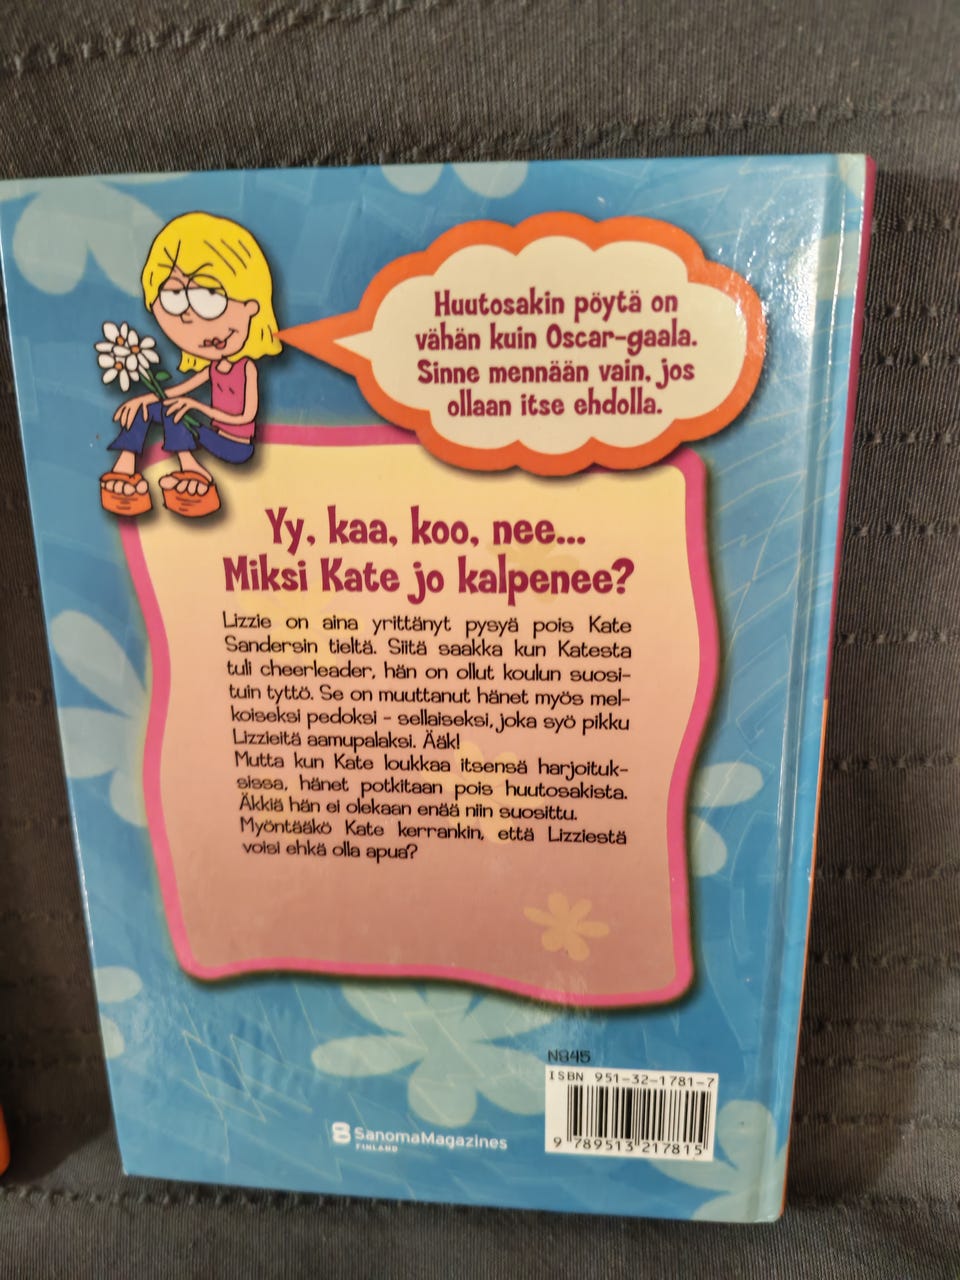 Huutosakin pöytä on
vähän kuin Oscar-gaala.
Sinne mennään vain, jos
ollaan itse ehdolla.
Yy, kaa, koo, nee...
Miksi Kate jo kalpenee?
Lizzie on aina yrittänyt pysyä pois Kate
Sandersin tieltä. Siitä saakka kun Katesta
tuli cheerleader, hän on ollut koulun suosi-
tuin tyttö. Se on muuttanut hänet myös mel-
koiseksi pedoksi - sellaiseksi, joka syö pikku
Lizzieitä aamupalaksi. Ääk!
Mutta kun Kate loukkaa itsensä harjoituk-
sissa, hänet potkitaan pois huutosakista.
Äkkiä hän ei olekaan enää niin suosittu.
Myöntääkö Kate kerrankin, että Lizziestä
voisi ehkä olla apua?
N845
ISBN 951-32-1781-7
9 789513 217815
SanomaMagazines
FINLAND